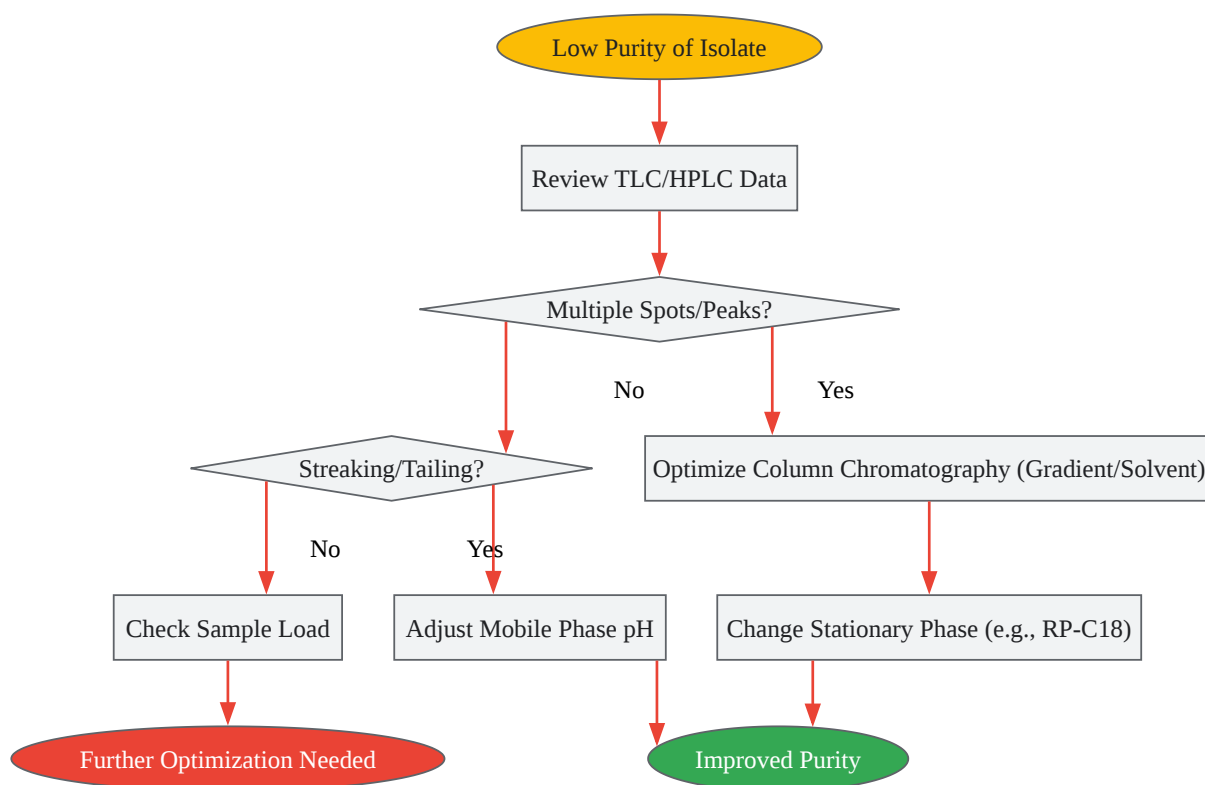 Low Purity of Isolate
Review TLC/HPLC Data
Multiple Spots/Peaks?
No
Yes
Streaking/Tailing?
Optimize Column Chromatography (Gradient/Solvent)
No
Yes
Check Sample Load
Adjust Mobile Phase pH
Change Stationary Phase (e.g., RP-C18)
Further Optimization Needed
Improved Purity